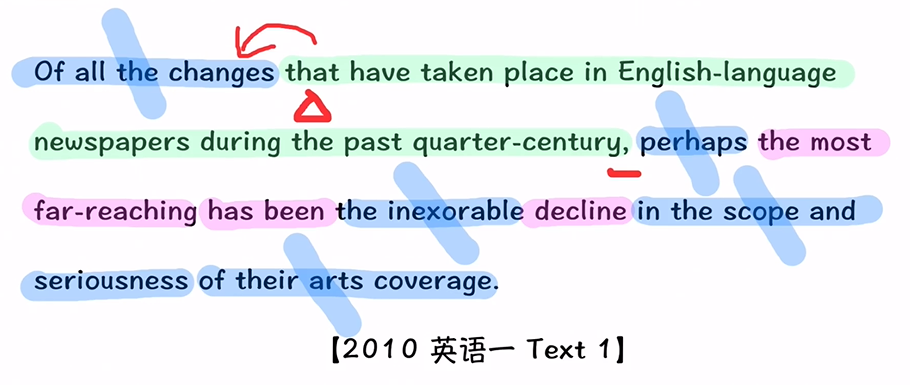 Of all the changes that have taken place in English-language
newspapers during the past quarter-century, perhaps the most
far-reaching has been the inexorable decline in the scope and
seriousness of their arts coverage.
【2010 英语一 Text 1】